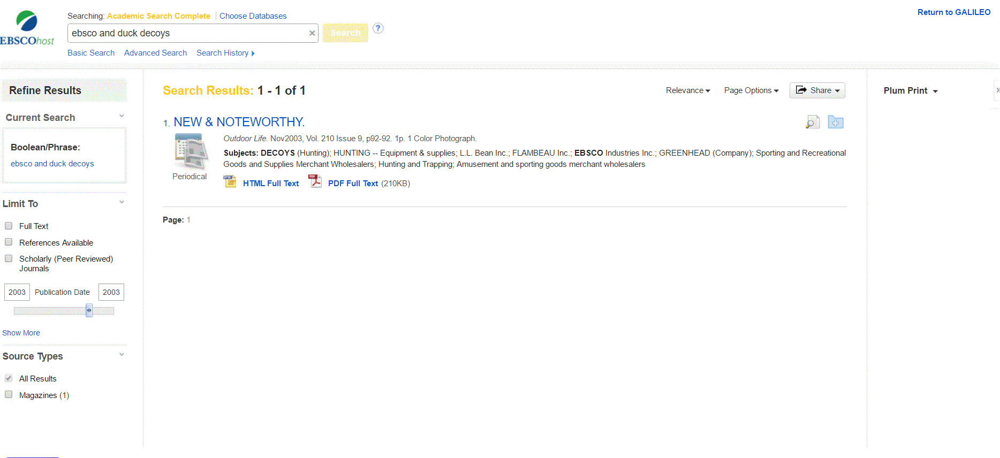 Return to GALILEO
EBSCOhost
Searching: Academic Search Complete Choose Databases
ebsco and duck decoys ×
Search ?
Basic Search Advanced Search Search History
Refine Results
Current Search
Boolean/Phrase:
ebsco and duck decoys
Limit To
Full Text
References Available
Scholarly (Peer Reviewed)
Journals
2003 Publication Date 2003
Show More
Source Types
All Results
Magazines (1)
Search Results: 1 - 1 of 1
Relevance Page Options Share
1. NEW & NOTEWORTHY.
Periodical
Outdoor Life. Nov2003, Vol. 210 Issue 9, p92-92. 1p. 1 Color Photograph.
Subjects: DECOYS (Hunting); HUNTING -- Equipment & supplies; L.L. Bean Inc.; FLAMBEAU Inc.; EBSCO Industries Inc.; GREENHEAD (Company); Sporting and Recreational
Goods and Supplies Merchant Wholesalers; Hunting and Trapping; Amusement and sporting goods merchant wholesalers
HTML Full Text PDF Full Text (210KB)
Page: 1
Plum Print
»